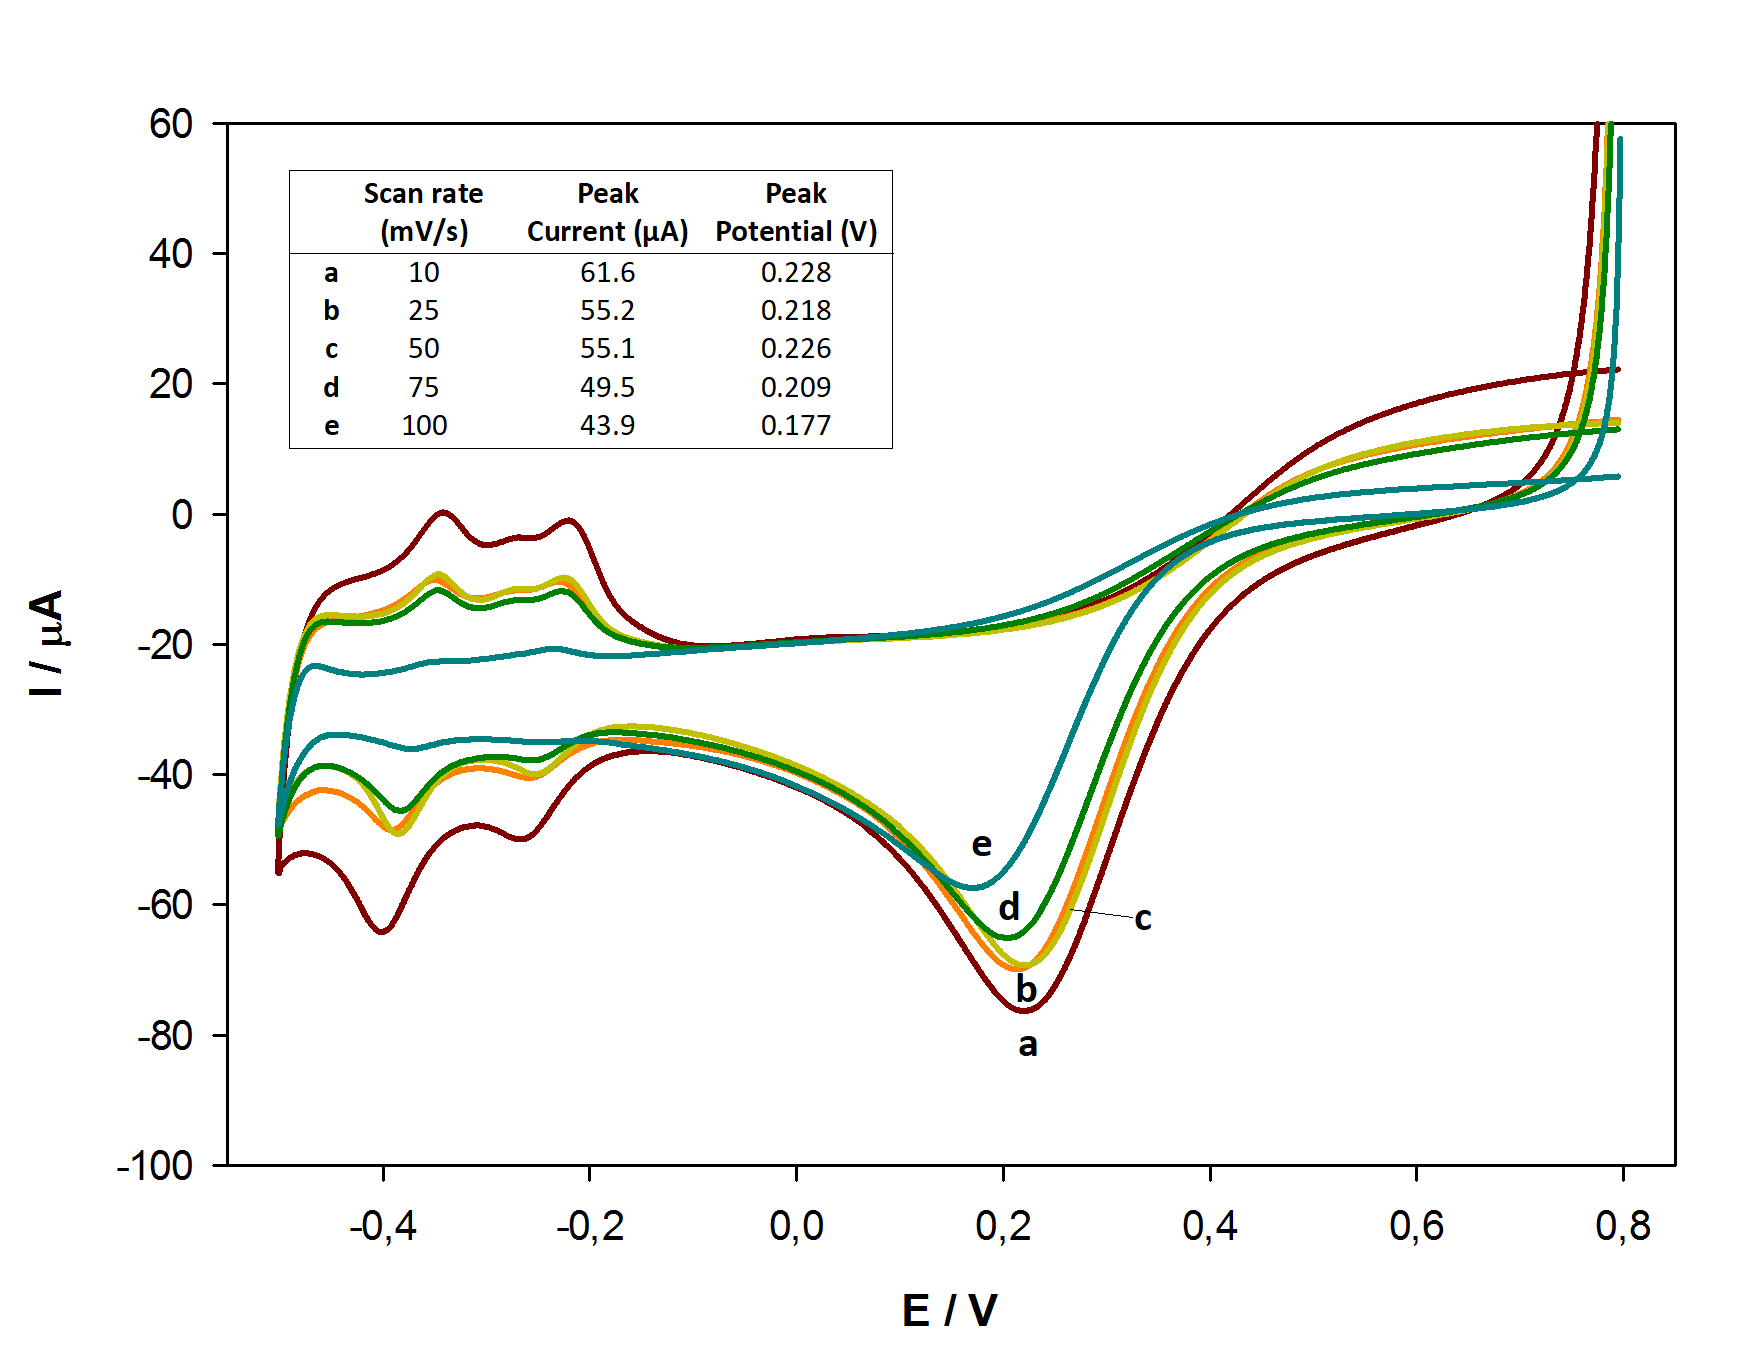 60
40
20
0
-20
-40
-60
-80
-100
I / µA
Scan rate Peak Peak
(mV/s) Current (µA) Potential (V)
a 10 61.6 0.228
b 25 55.2 0.218
c 50 55.1 0.226
d 75 49.5 0.209
e 100 43.9 0.177
e
d
c
b
a
-0,4 -0,2 0,0 0,2 0,4 0,6 0,8
E / V